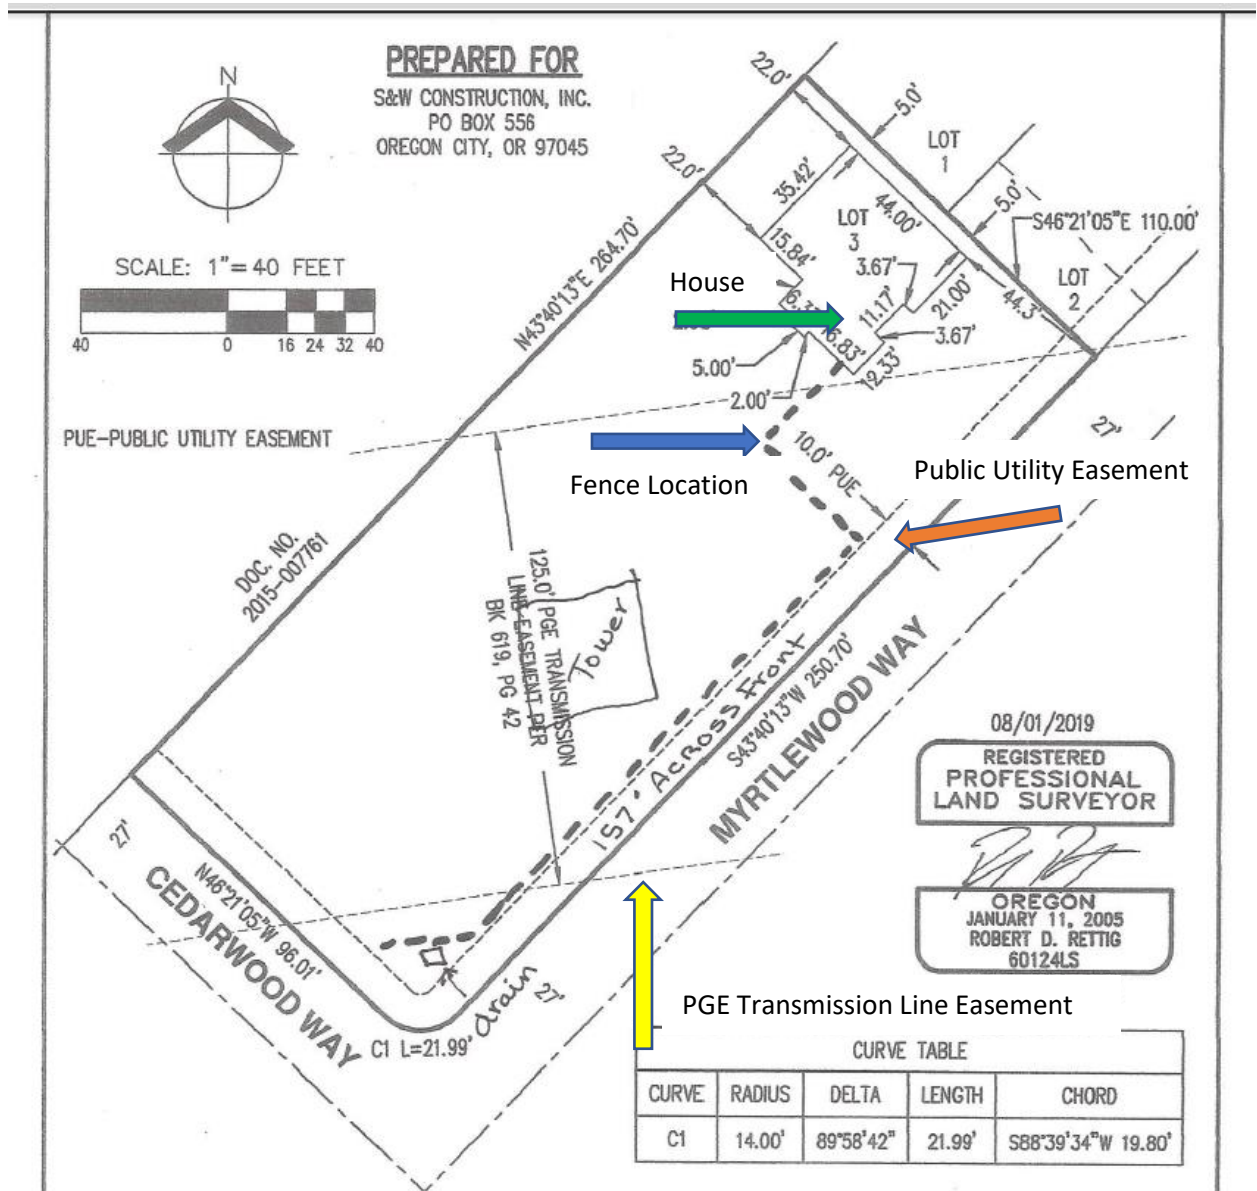 PREPARED FOR
S&W CONSTRUCTION, INC.
PO BOX 556
OREGON CITY, OR 97045
N
SCALE: 1"= 40 FEET
40 0 16 24 32 40
PUE-PUBLIC UTILITY EASEMENT
22.0'
22.0'
5.0'
LOT
1
5.0'
S46°21'05"E 110.00'
LOT
2
35.42'
44.00'
LOT
3
15.84'
3.67'
11.17'
21.00'
44.3'
3.67'
House
6.83'
5.00'
2.00'
12.33'
N43°40'13"E 264.70'
27'
10.0' PUE
Public Utility Easement
Fence Location
DOC. NO.
2015-007761
125.0' PGE TRANSMISSION
LINE EASEMENT PER
BK 619, PG 42
Tower
157' Across Front
S43°40'13"W 250.70'
MYRTLEWOOD WAY
08/01/2019
REGISTERED
PROFESSIONAL
LAND SURVEYOR
OREGON
JANUARY 11, 2005
ROBERT D. RETTIG
60124LS
27'
N46°21'05"W 96.01'
CEDARWOOD WAY
drain
27'
C1 L=21.99'
PGE Transmission Line Easement
CURVE TABLE
CURVE RADIUS DELTA LENGTH CHORD
C1 14.00' 89°58'42" 21.99' S88°39'34"W 19.80'